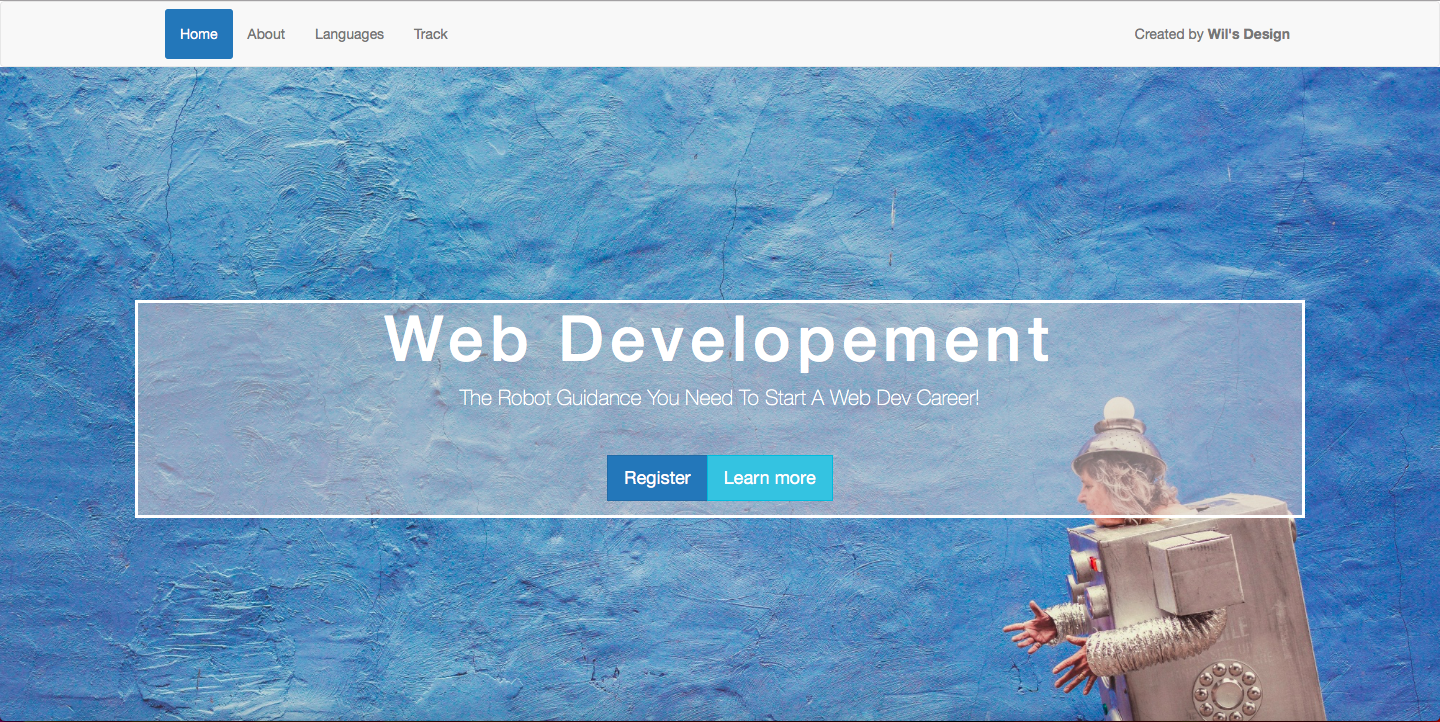 Home About Languages Track Created by Wil's Design
Web Developement
The Robot Guidance You Need To Start A Web Dev Career!
Register Learn more